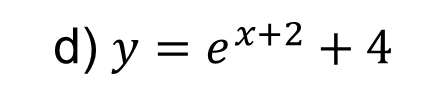 d) y = e^{x+2} + 4